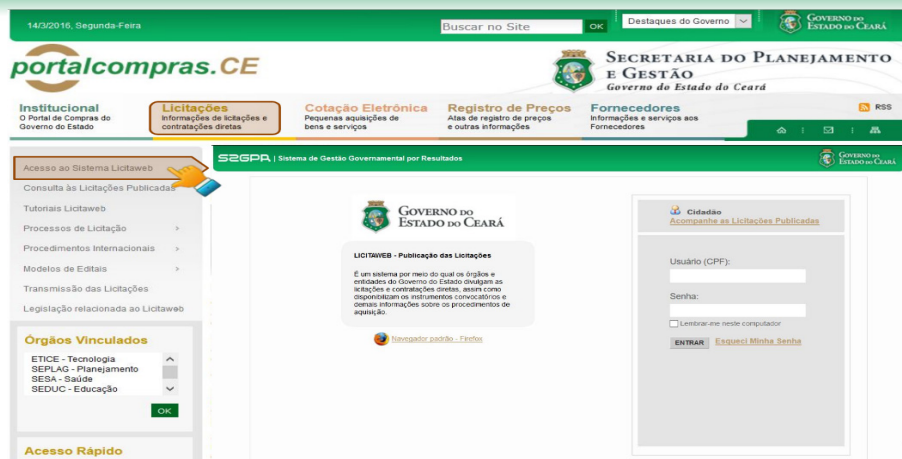 14/3/2016, Segunda-Feira
Buscar no Site
OK
Destaques do Governo
GOVERNO DO
ESTADO DO CEARÁ
portalcompras.CE
SECRETARIA DO PLANEJAMENTO
E GESTÃO
Governo do Estado do Ceará
Institucional
O Portal de Compras do
Governo do Estado
Licitações
Informações de licitações e
contratações diretas
Cotação Eletrônica
Pequenas aquisições de
bens e serviços
Registro de Preços
Atas de registro de preços
e outras informações
Fornecedores
Informações e serviços aos
Fornecedores
RSS
Acesso ao Sistema Licitaweb
Consulta às Licitações Publicadas
Tutoriais Licitaweb
Processos de Licitação >
Procedimentos Internacionais >
Modelos de Editais >
Transmissão das Licitações
Legislação relacionada ao Licitaweb
Órgãos Vinculados
ETICE - Tecnologia
SEPLAG - Planejamento
SESA - Saúde
SEDUC - Educação
OK
Acesso Rápido
S2GPR | Sistema de Gestão Governamental por Resultados
GOVERNO DO
ESTADO DO CEARÁ
GOVERNO DO
ESTADO DO CEARÁ
LICITAWEB - Publicação das Licitações
É um sistema por meio do qual os órgãos e
entidades do Governo do Estado divulgam as
licitações e contratações diretas, assim como
disponibilizam os instrumentos convocatórios e
demais informações sobre os procedimentos de
aquisição.
Navegador padrão - Firefox
Cidadão
Acompanhe as Licitações Publicadas
Usuário (CPF):
Senha:
Lembrar-me neste computador
ENTRAR
Esqueci Minha Senha